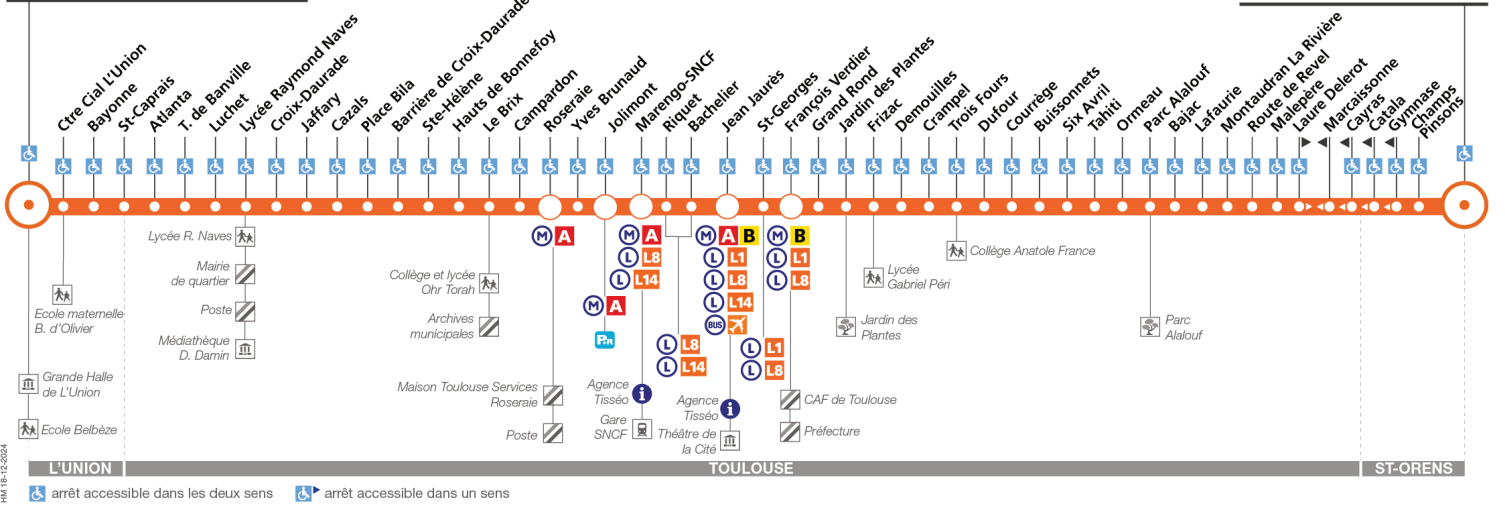 Ctre Cial L'Union
Bayonne
St-Caprais
Atlanta
T. de Banville
Luchet
Lycée Raymond Naves
Croix-Daurade
Jaffary
Cazals
Place Bila
Barrière de Croix-Daurade
Ste-Hélène
Hauts de Bonnefoy
Le Brix
Campardon
Roseraie
Yves Brunaud
Jolimont
Marengo-SNCF
Riquet
Bachelier
Jean Jaurès
St-Georges
François Verdier
Grand Rond
Jardin des Plantes
Frizac
Demouilles
Crampel
Trois Fours
Dufour
Courrège
Buissonnets
Six Avril
Tahiti
Ormeau
Parc Alalouf
Bajac
Lafaurie
Montaudran La Rivière
Route de Revel
Malepère
Laure Delerot
Marcaissonne
Cayras
Catala
Gymnase
Champs
Pinsons
Ecole maternelle
B. d'Olivier
Grande Halle
de L'Union
Ecole Belbèze
Lycée R. Naves
Mairie
de quartier
Poste
Médiathèque
D. Damin
Collège et lycée
Ohr Torah
Archives
municipales
M A
Maison Toulouse Services
Roseraie
Poste
M A
P+R
M A
L L8
L L14
Agence
Tisséo
i
Gare
SNCF
L L8
L L14
M A B
L L1
L L8
L L14
BUS
Agence
Tisséo
i
Théâtre de
la Cité
L L1
L L8
M B
L L1
L L8
CAF de Toulouse
Préfecture
Jardin des
Plantes
Lycée
Gabriel Péri
Collège Anatole France
Parc
Alalouf
L'UNION
TOULOUSE
ST-ORENS
arrêt accessible dans les deux sens
arrêt accessible dans un sens
HM 18-12-2024